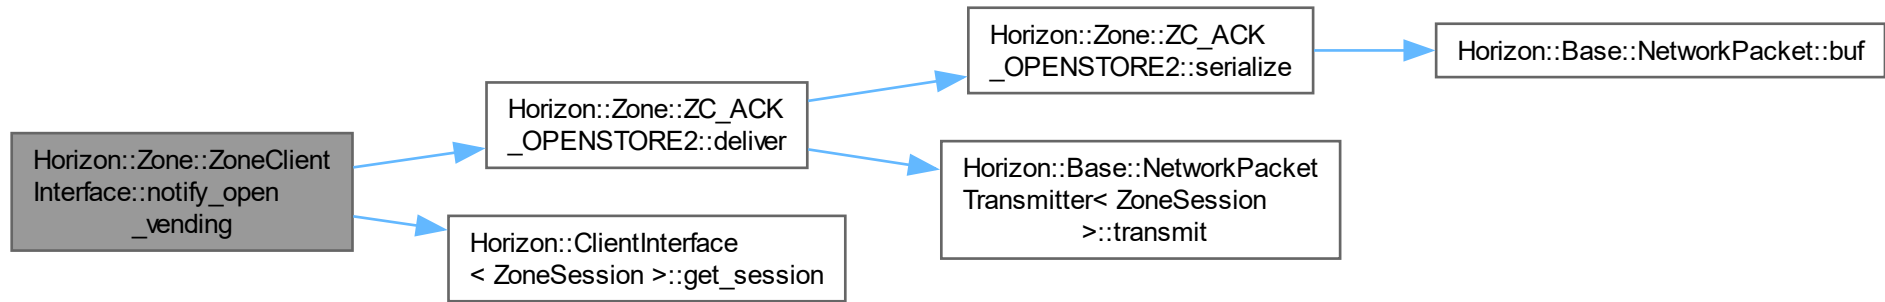 Horizon::Zone::ZoneClient
Interface::notify_open
_vending
Horizon::Zone::ZC_ACK
_OPENSTORE2::deliver
Horizon::ClientInterface
< ZoneSession >::get_session
Horizon::Zone::ZC_ACK
_OPENSTORE2::serialize
Horizon::Base::NetworkPacket
Transmitter< ZoneSession
>::transmit
Horizon::Base::NetworkPacket::buf